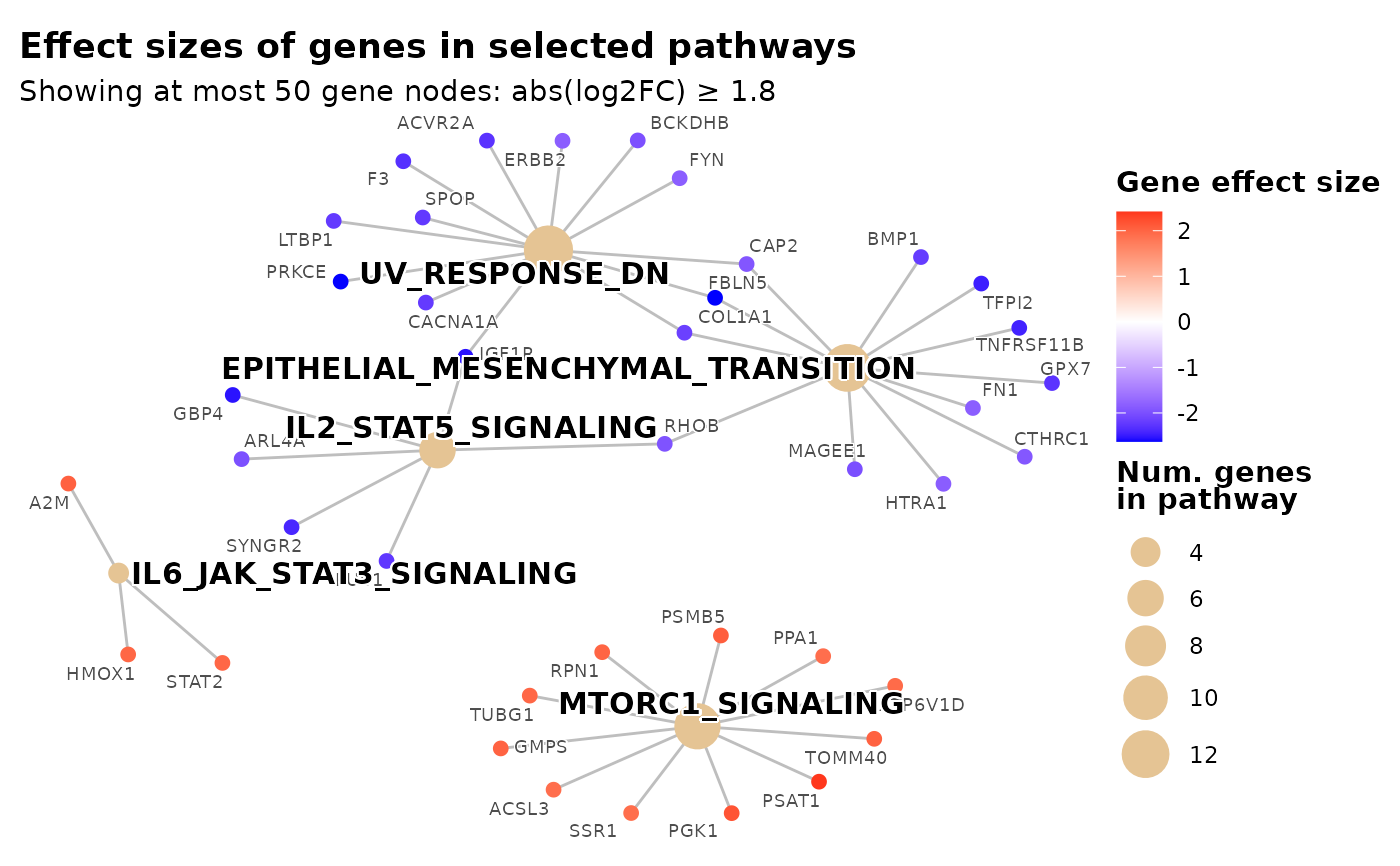 Effect sizes of genes in selected pathways
Showing at most 50 gene nodes: abs(log2FC) ≥ 1.8
ACVR2A
BCKDHB
ERBB2
FYN
F3
SPOP
LTBP1
CAP2
BMP1
PRKCE
UV_RESPONSE_DN
FBLN5
TFPI2
CACNA1A
COL1A1
TNFRSF11B
EPITHELIAL_MESENCHYMAL_TRANSITION
GPX7
FN1
GBP4
IL2_STAT5_SIGNALING
RHOB
ARL4A
CTHRC1
MAGEE1
A2M
HTRA1
SYNGR2
IL6_JAK_STAT3_SIGNALING
HMOX1
STAT2
PSMB5
PPA1
RPN1
MTORC1_SIGNALING
TUBG1
GMPS
TOMM40
ACSL3
PSAT1
SSR1
PGK1
Gene effect size
2
1
0
-1
-2
Num. genes
in pathway
4
6
8
10
12